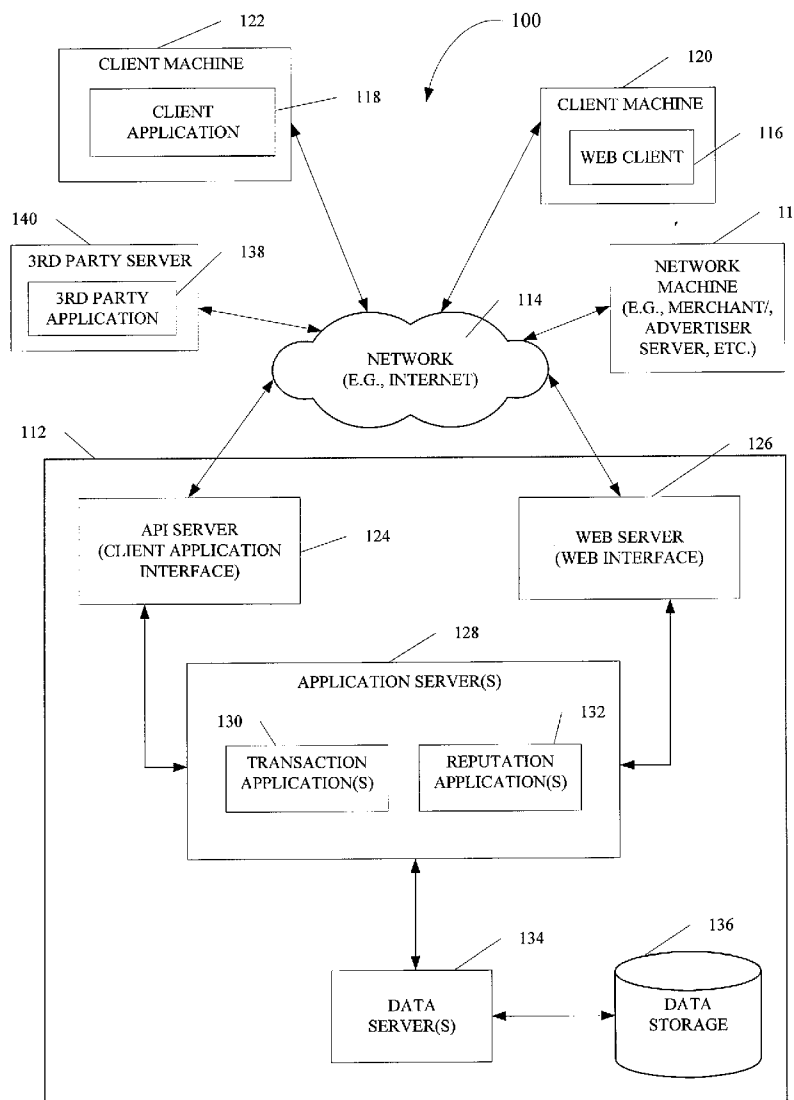 122
100
120
CLIENT MACHINE
CLIENT
APPLICATION
118
CLIENT MACHINE
WEB CLIENT
116
140
3RD PARTY SERVER
138
3RD PARTY
APPLICATION
11
NETWORK
MACHINE
(E.G., MERCHANT/,
ADVERTISER
SERVER, ETC.)
114
NETWORK
(E.G., INTERNET)
112
126
API SERVER
(CLIENT APPLICATION
INTERFACE)
124
WEB SERVER
(WEB INTERFACE)
128
APPLICATION SERVER(S)
130
TRANSACTION
APPLICATION(S)
132
REPUTATION
APPLICATION(S)
134
DATA
SERVER(S)
136
DATA
STORAGE